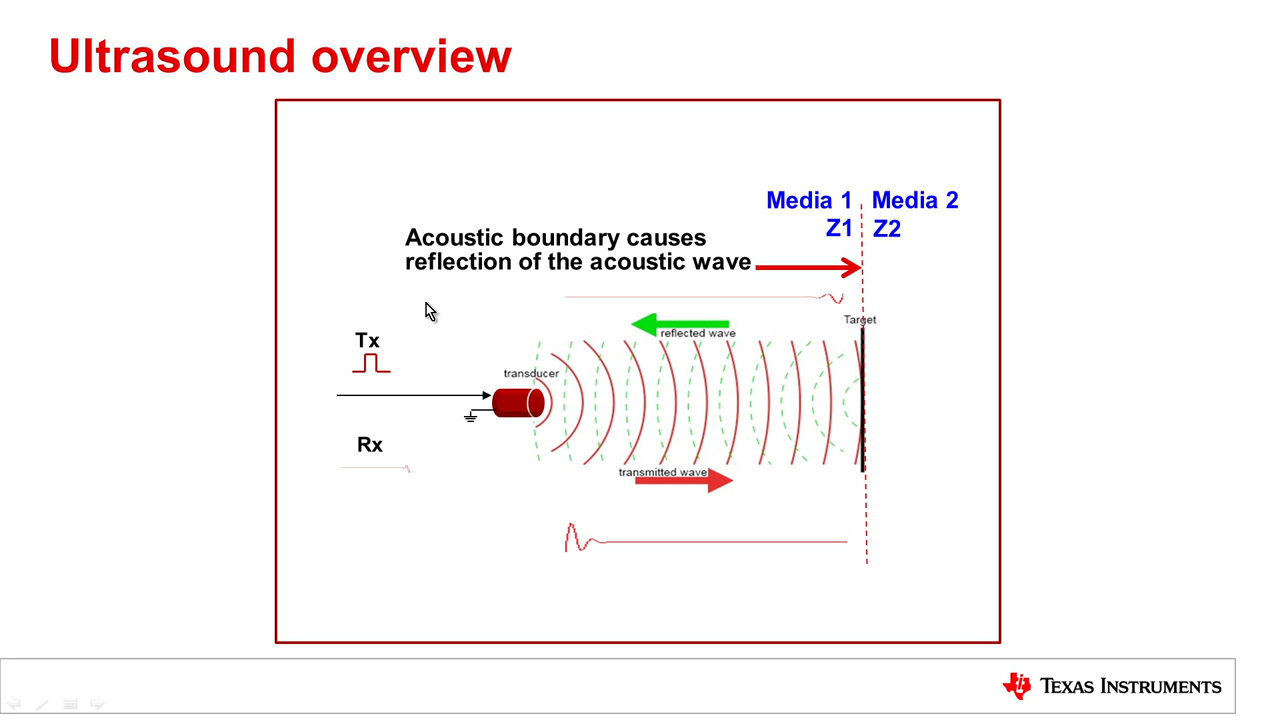 Ultrasound overview
Media 1 Media 2
Z1 Z2
Acoustic boundary causes
reflection of the acoustic wave
Target
reflected wave
Tx
transducer
Rx
transmitted wave
TEXAS INSTRUMENTS